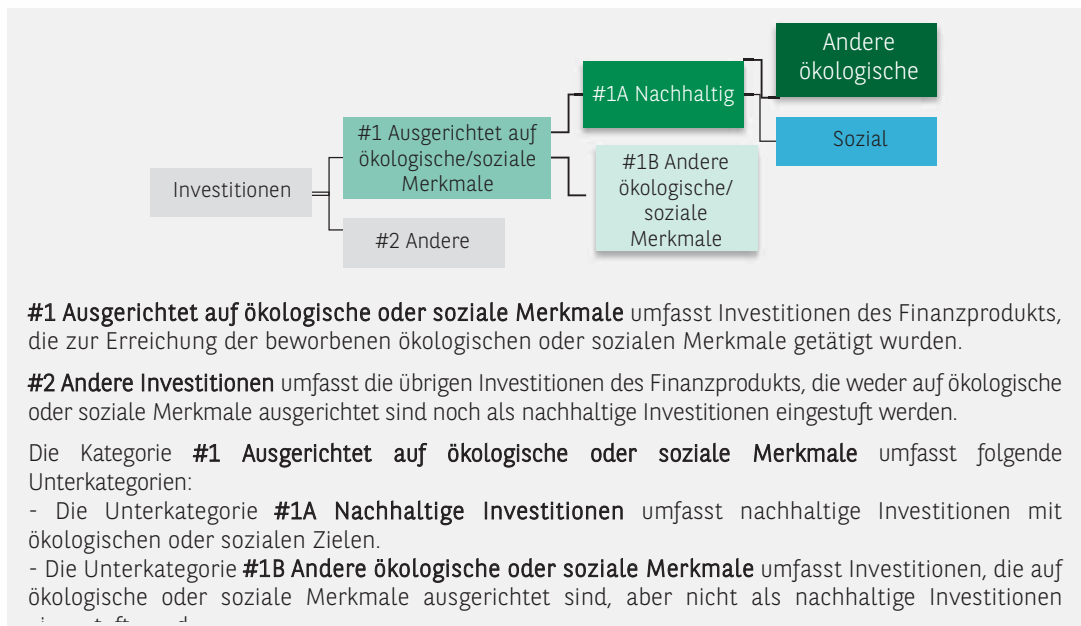 Andere
ökologische
#1A Nachhaltig
Sozial
#1 Ausgerichtet auf
ökologische/soziale
Merkmale
#1B Andere
ökologische/
soziale
Merkmale
Investitionen
#2 Andere
#1 Ausgerichtet auf ökologische oder soziale Merkmale umfasst Investitionen des Finanzprodukts,
die zur Erreichung der beworbenen ökologischen oder sozialen Merkmale getätigt wurden.
#2 Andere Investitionen umfasst die übrigen Investitionen des Finanzprodukts, die weder auf ökologische
oder soziale Merkmale ausgerichtet sind noch als nachhaltige Investitionen eingestuft werden.
Die Kategorie #1 Ausgerichtet auf ökologische oder soziale Merkmale umfasst folgende
Unterkategorien:
- Die Unterkategorie #1A Nachhaltige Investitionen umfasst nachhaltige Investitionen mit
ökologischen oder sozialen Zielen.
- Die Unterkategorie #1B Andere ökologische oder soziale Merkmale umfasst Investitionen, die auf
ökologische oder soziale Merkmale ausgerichtet sind, aber nicht als nachhaltige Investitionen